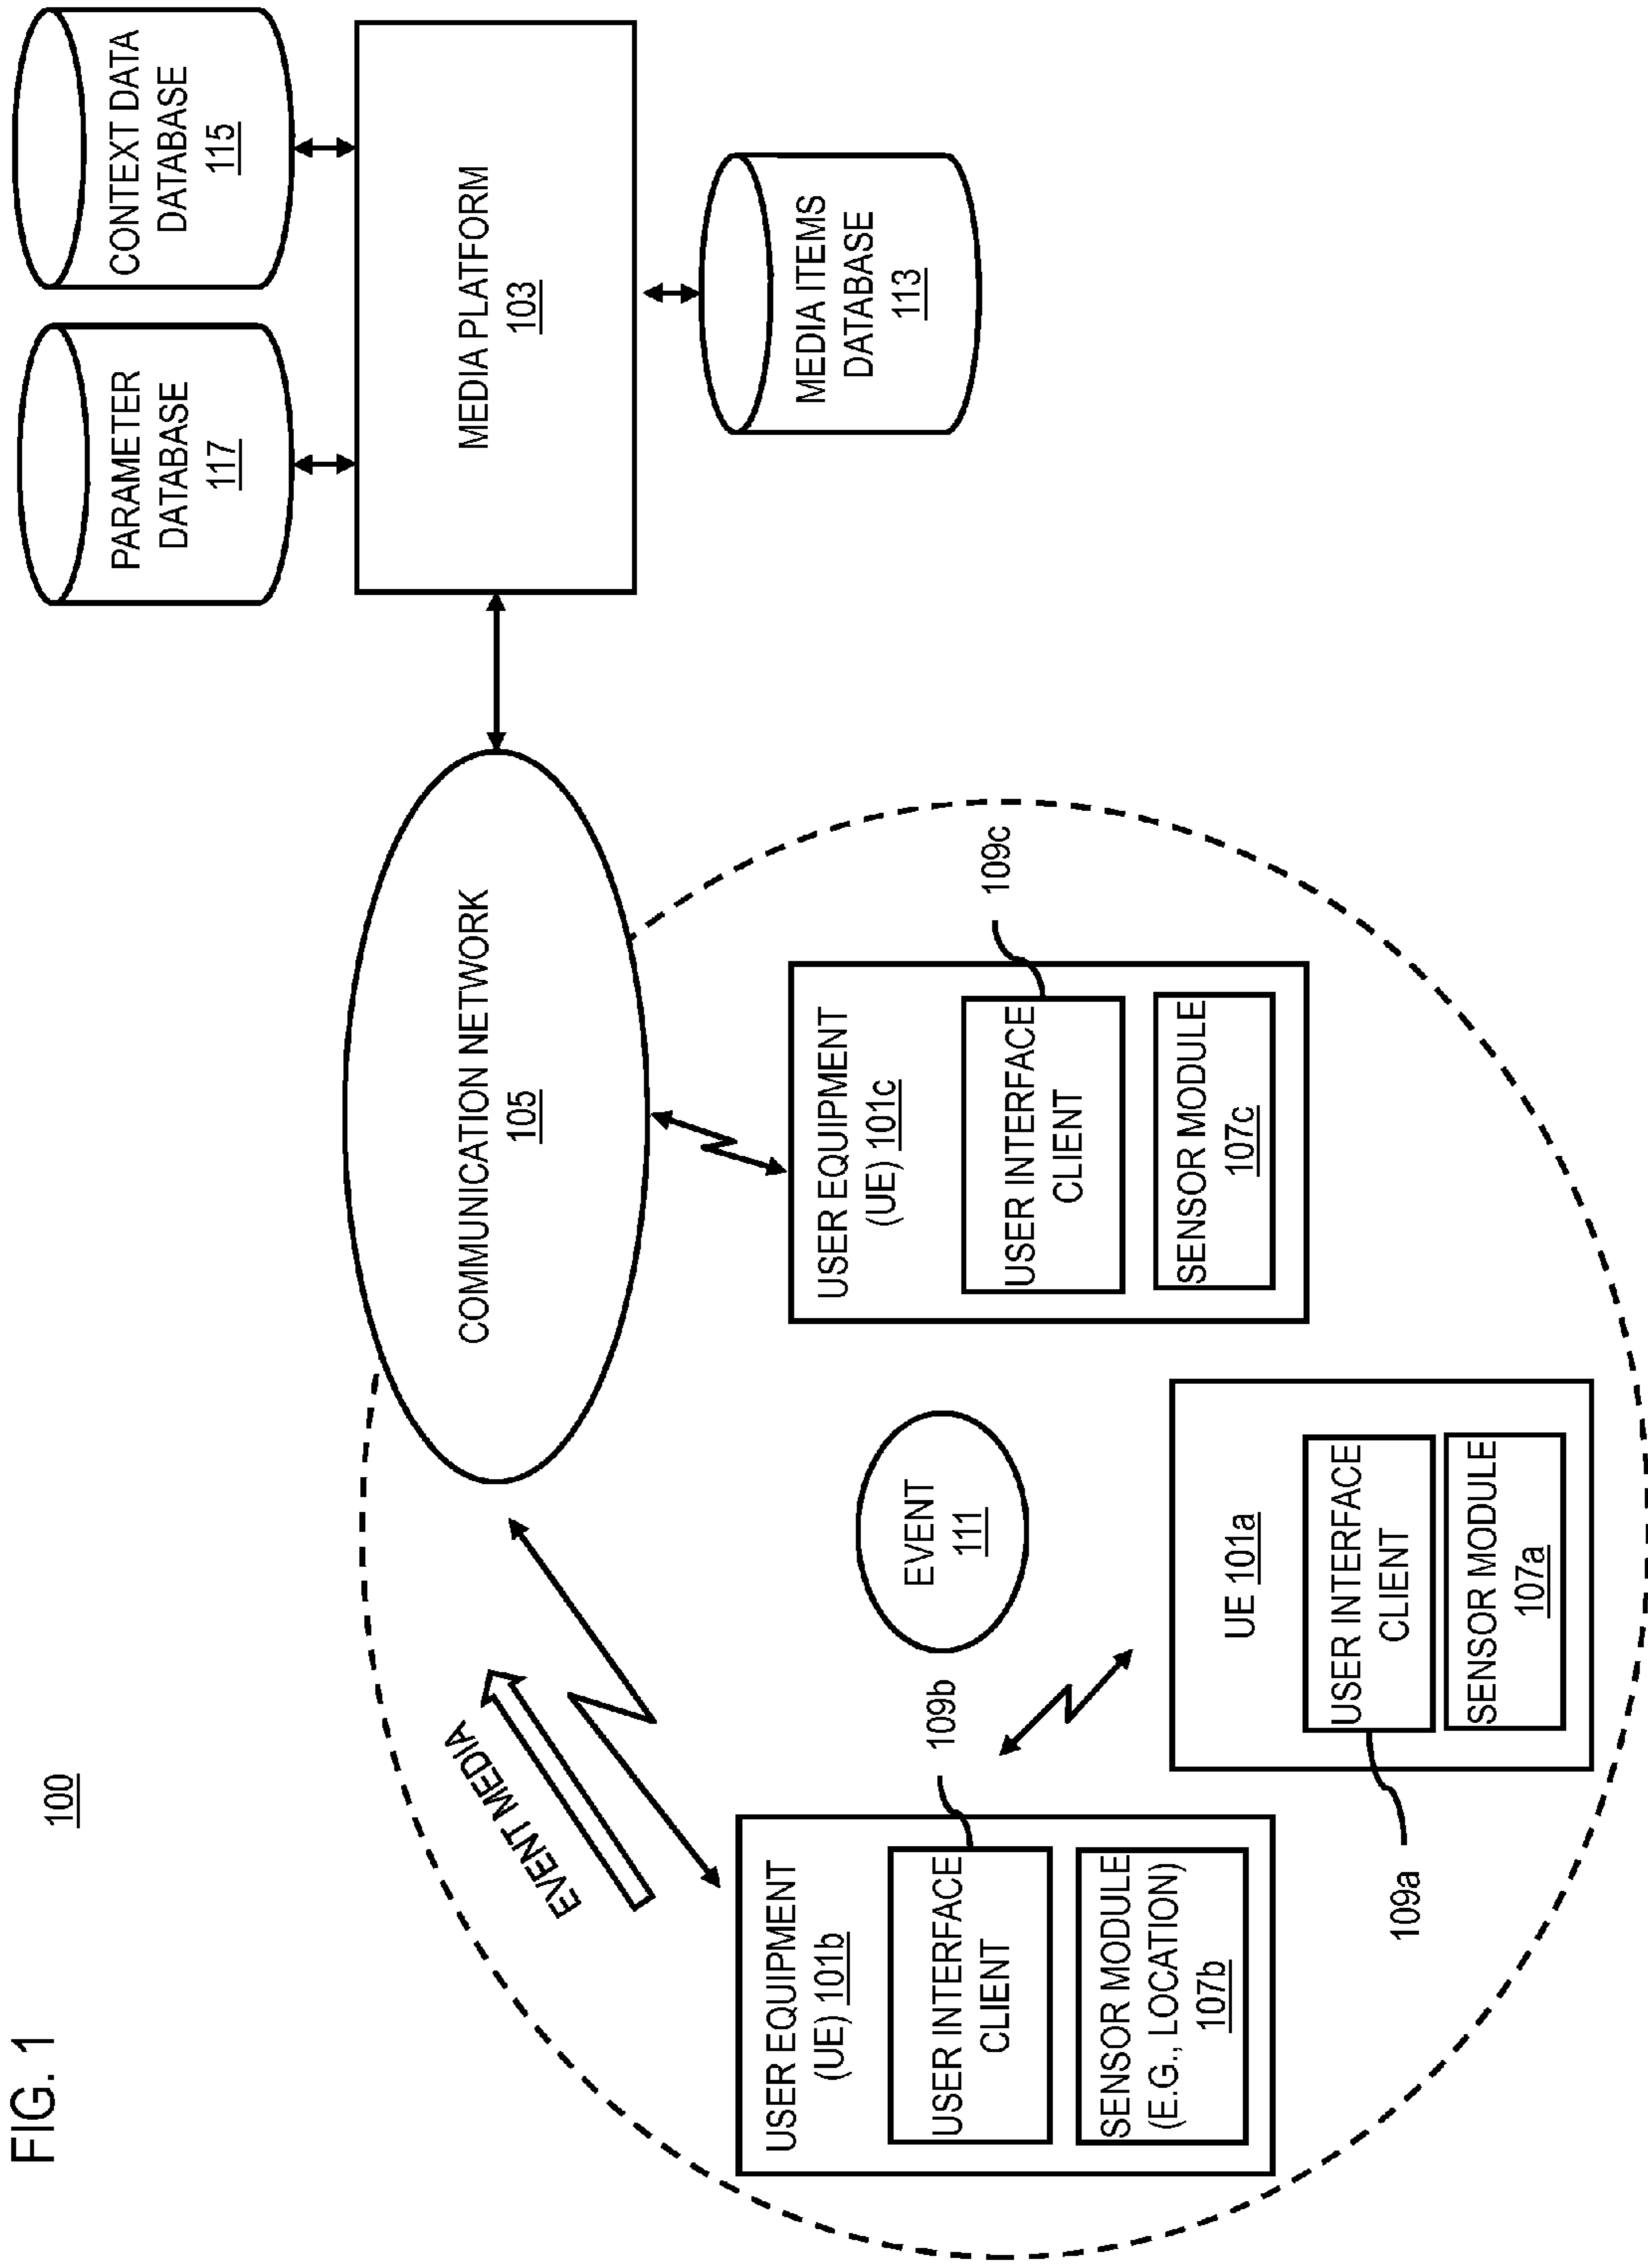 FIG. 1
100
EVENT MEDIA
COMMUNICATION NETWORK
105
PARAMETER
DATABASE
117
CONTEXT DATA
DATABASE
115
MEDIA PLATFORM
103
MEDIA ITEMS
DATABASE
113
USER EQUIPMENT
(UE) 101b
USER INTERFACE
CLIENT
SENSOR MODULE
(E.G., LOCATION)
107b
109b
EVENT
111
USER EQUIPMENT
(UE) 101c
USER INTERFACE
CLIENT
SENSOR MODULE
107c
109c
UE 101a
USER INTERFACE
CLIENT
SENSOR MODULE
107a
109a